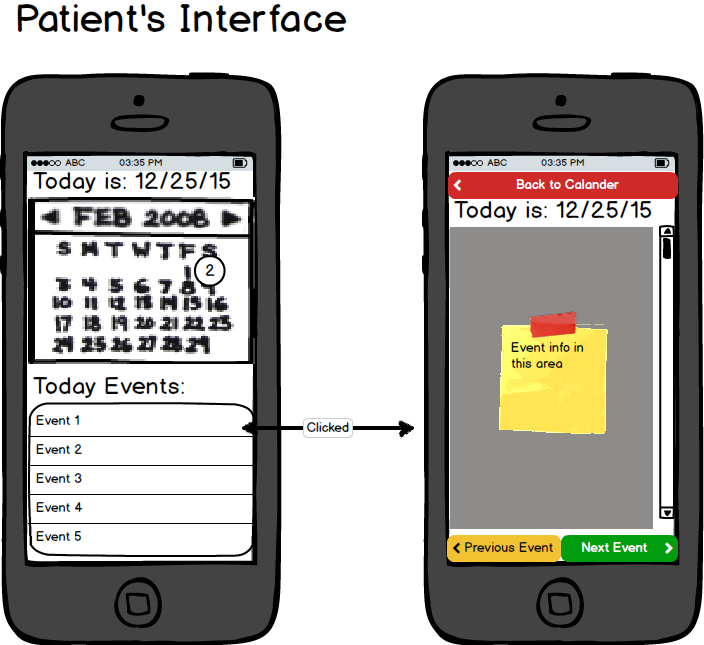 Patient's Interface
ABC 03:35 PM
Today is: 12/25/15
FEB 2008
S M T W T F S
1 2
3 4 5 6 7 8 9
10 11 12 13 14 15 16
17 18 19 20 21 22 23
24 25 26 27 28 29
Today Events:
Event 1
Event 2
Event 3
Event 4
Event 5
Clicked
ABC 03:35 PM
Back to Calander
Today is: 12/25/15
Event info in
this area
Previous Event
Next Event